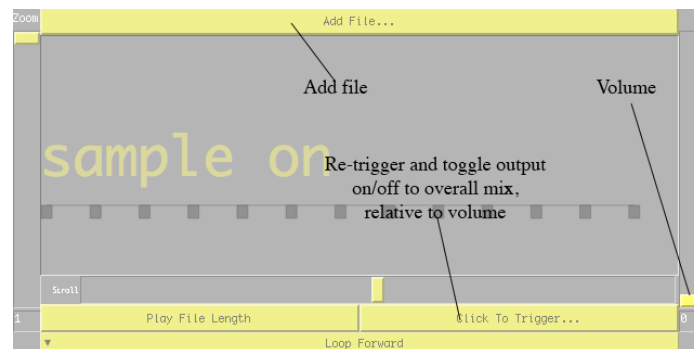 Zoom
Add File...
Add file
Volume
sample on
Re-trigger and toggle output
on/off to overall mix,
relative to volume
Scroll
1
Play File Length
Click To Trigger...
0
Loop Forward